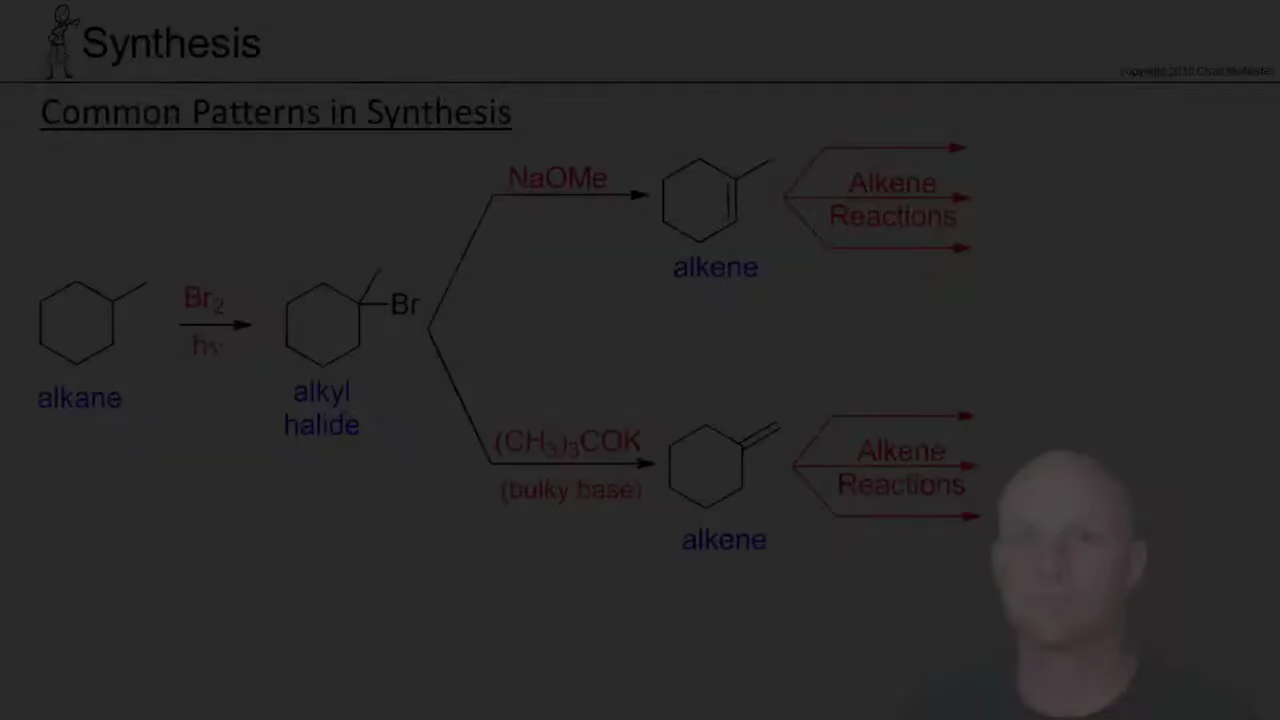 Synthesis
Common Patterns in Synthesis
NaOMe
Alkene
Reactions
alkene
Br₂
hν
Br
alkane
alkyl
halide
(CH₃)₃COK
(bulky base)
Alkene
Reactions
alkene